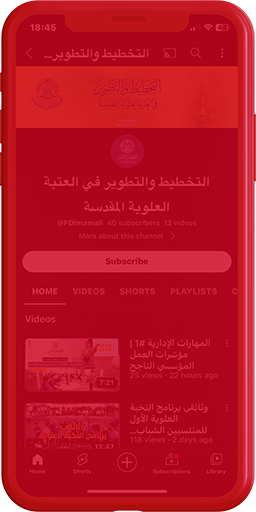 18:45
التخطيط والتطوير...
التخطيط والتطوير
التخطيط والتطوير في العتبة
العلوية المقدسة
@PDimamali 40 subscribers 13 videos
More about this channel
Subscribe
HOME VIDEOS SHORTS PLAYLISTS C
Videos
المهارات الإدارية #1 |
مؤشرات العمل
المؤسسي الناجح
25 views · 22 hours ago
7:21
وثائقي برنامج النخبة
العلوية الأول
للمنتسبين الشباب...
118 views · 2 days ago
13:47
Home Shorts Subscriptions Library